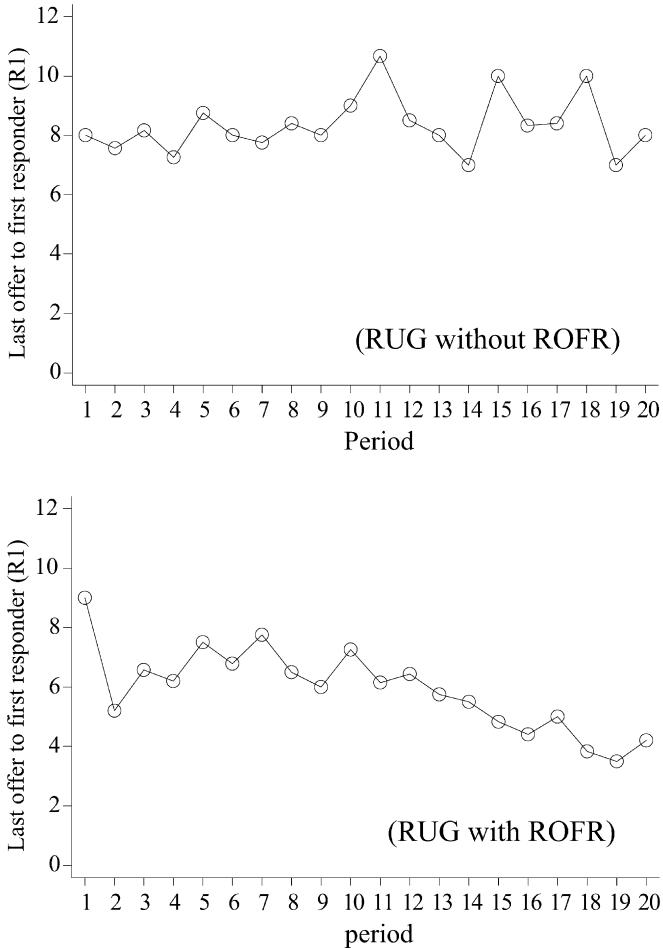 Last offer to first responder (R1)
12
10
8
6
4
2
0
(RUG without ROFR)
1 2 3 4 5 6 7 8 9 10 11 12 13 14 15 16 17 18 19 20
Period
Last offer to first responder (R1)
12
10
8
6
4
2
0
(RUG with ROFR)
1 2 3 4 5 6 7 8 9 10 11 12 13 14 15 16 17 18 19 20
period